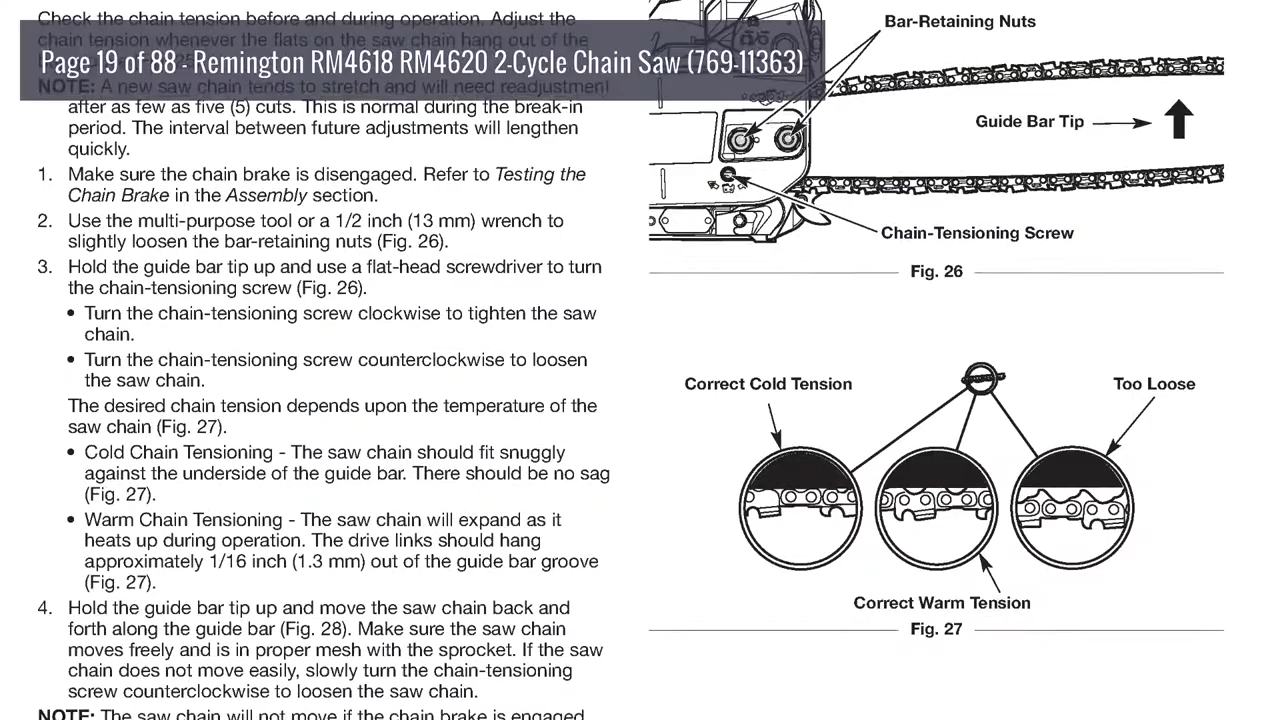 Check the chain tension before and during operation. Adjust the
chain tension whenever the flats on the saw chain hang out of the
Page 19 of 88 - Remington RM4618 RM4620 2-Cycle Chain Saw (769-11363)
NOTE: A new saw chain tends to stretch and will need readjustment
after as few as five (5) cuts. This is normal during the break-in
period. The interval between future adjustments will lengthen
quickly.
1. Make sure the chain brake is disengaged. Refer to Testing the
Chain Brake in the Assembly section.
2. Use the multi-purpose tool or a 1/2 inch (13 mm) wrench to
slightly loosen the bar-retaining nuts (Fig. 26).
3. Hold the guide bar tip up and use a flat-head screwdriver to turn
the chain-tensioning screw (Fig. 26).
• Turn the chain-tensioning screw clockwise to tighten the saw
chain.
• Turn the chain-tensioning screw counterclockwise to loosen
the saw chain.
The desired chain tension depends upon the temperature of the
saw chain (Fig. 27).
• Cold Chain Tensioning - The saw chain should fit snuggly
against the underside of the guide bar. There should be no sag
(Fig. 27).
• Warm Chain Tensioning - The saw chain will expand as it
heats up during operation. The drive links should hang
approximately 1/16 inch (1.3 mm) out of the guide bar groove
(Fig. 27).
4. Hold the guide bar tip up and move the saw chain back and
forth along the guide bar (Fig. 28). Make sure the saw chain
moves freely and is in proper mesh with the sprocket. If the saw
chain does not move easily, slowly turn the chain-tensioning
screw counterclockwise to loosen the saw chain.
NOTE: The saw chain will not move if the chain brake is engaged.
Bar-Retaining Nuts
Guide Bar Tip
Chain-Tensioning Screw
Fig. 26
Correct Cold Tension
Too Loose
Correct Warm Tension
Fig. 27